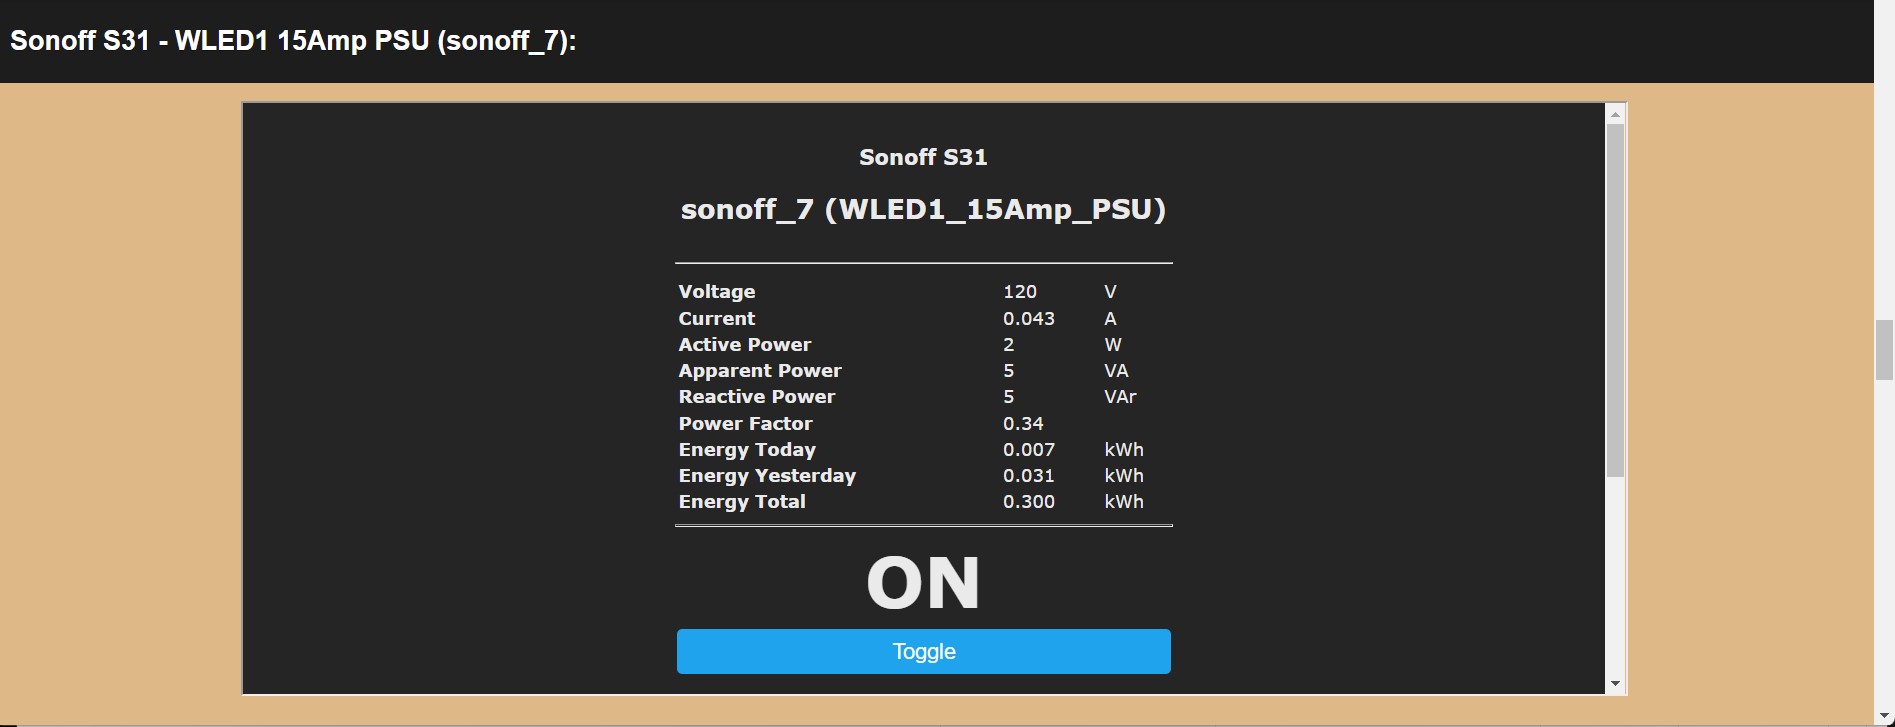 Sonoff S31 - WLED1 15Amp PSU (sonoff_7):
Sonoff S31
sonoff_7 (WLED1_15Amp_PSU)
Voltage 120 V
Current 0.043 A
Active Power 2 W
Apparent Power 5 VA
Reactive Power 5 VAr
Power Factor 0.34
Energy Today 0.007 kWh
Energy Yesterday 0.031 kWh
Energy Total 0.300 kWh
ON
Toggle